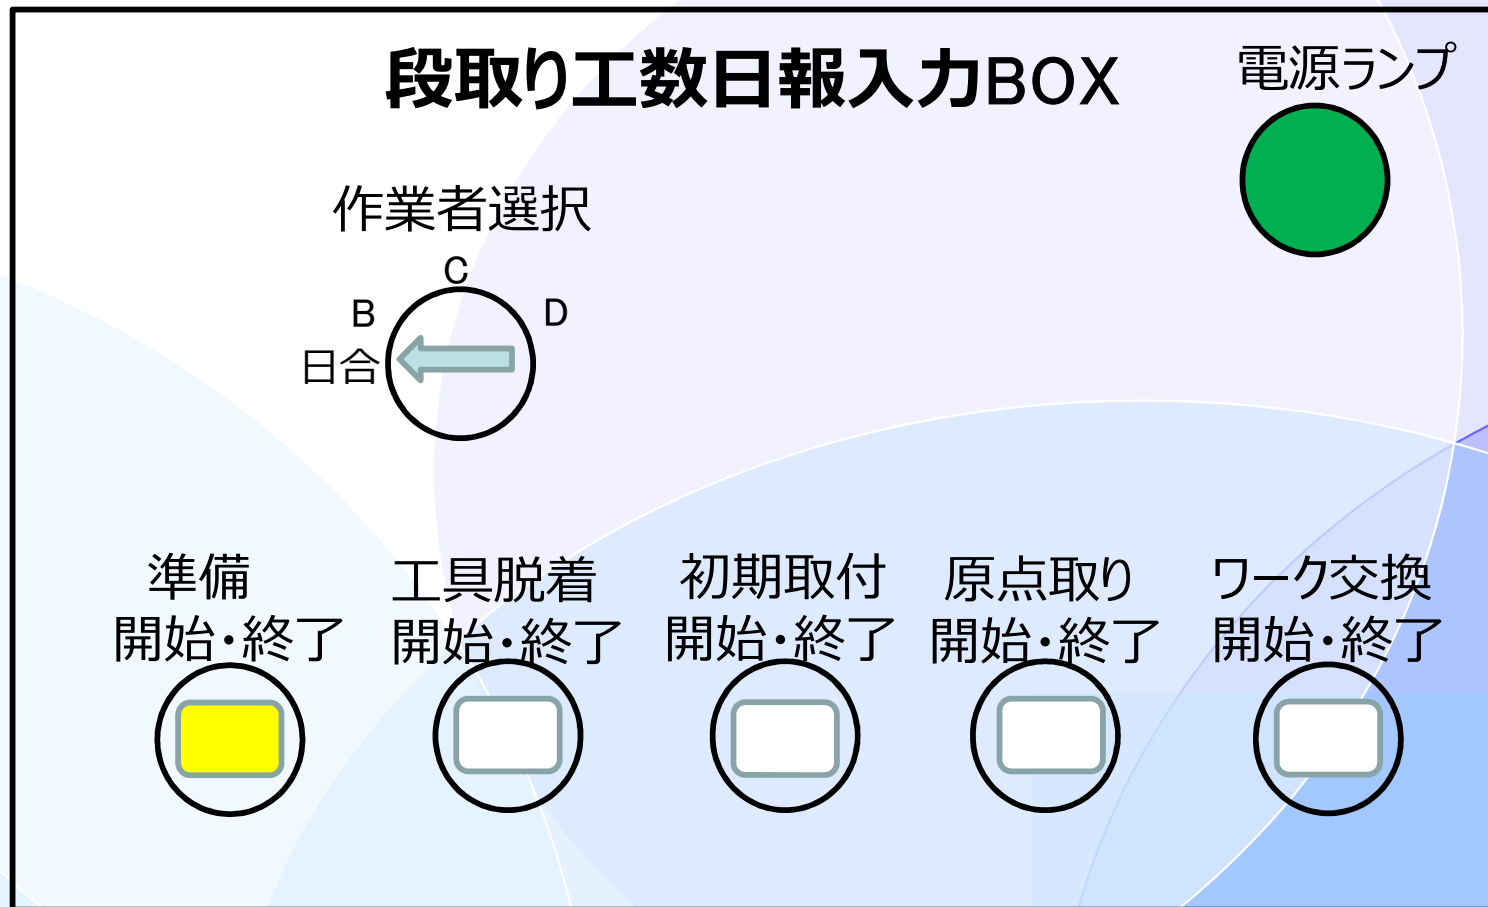 段取り工数日報入力BOX
電源ランプ
作業者選択
C
B
D
日合
準備
開始・終了
工具脱着
開始・終了
初期取付
開始・終了
原点取り
開始・終了
ワーク交換
開始・終了